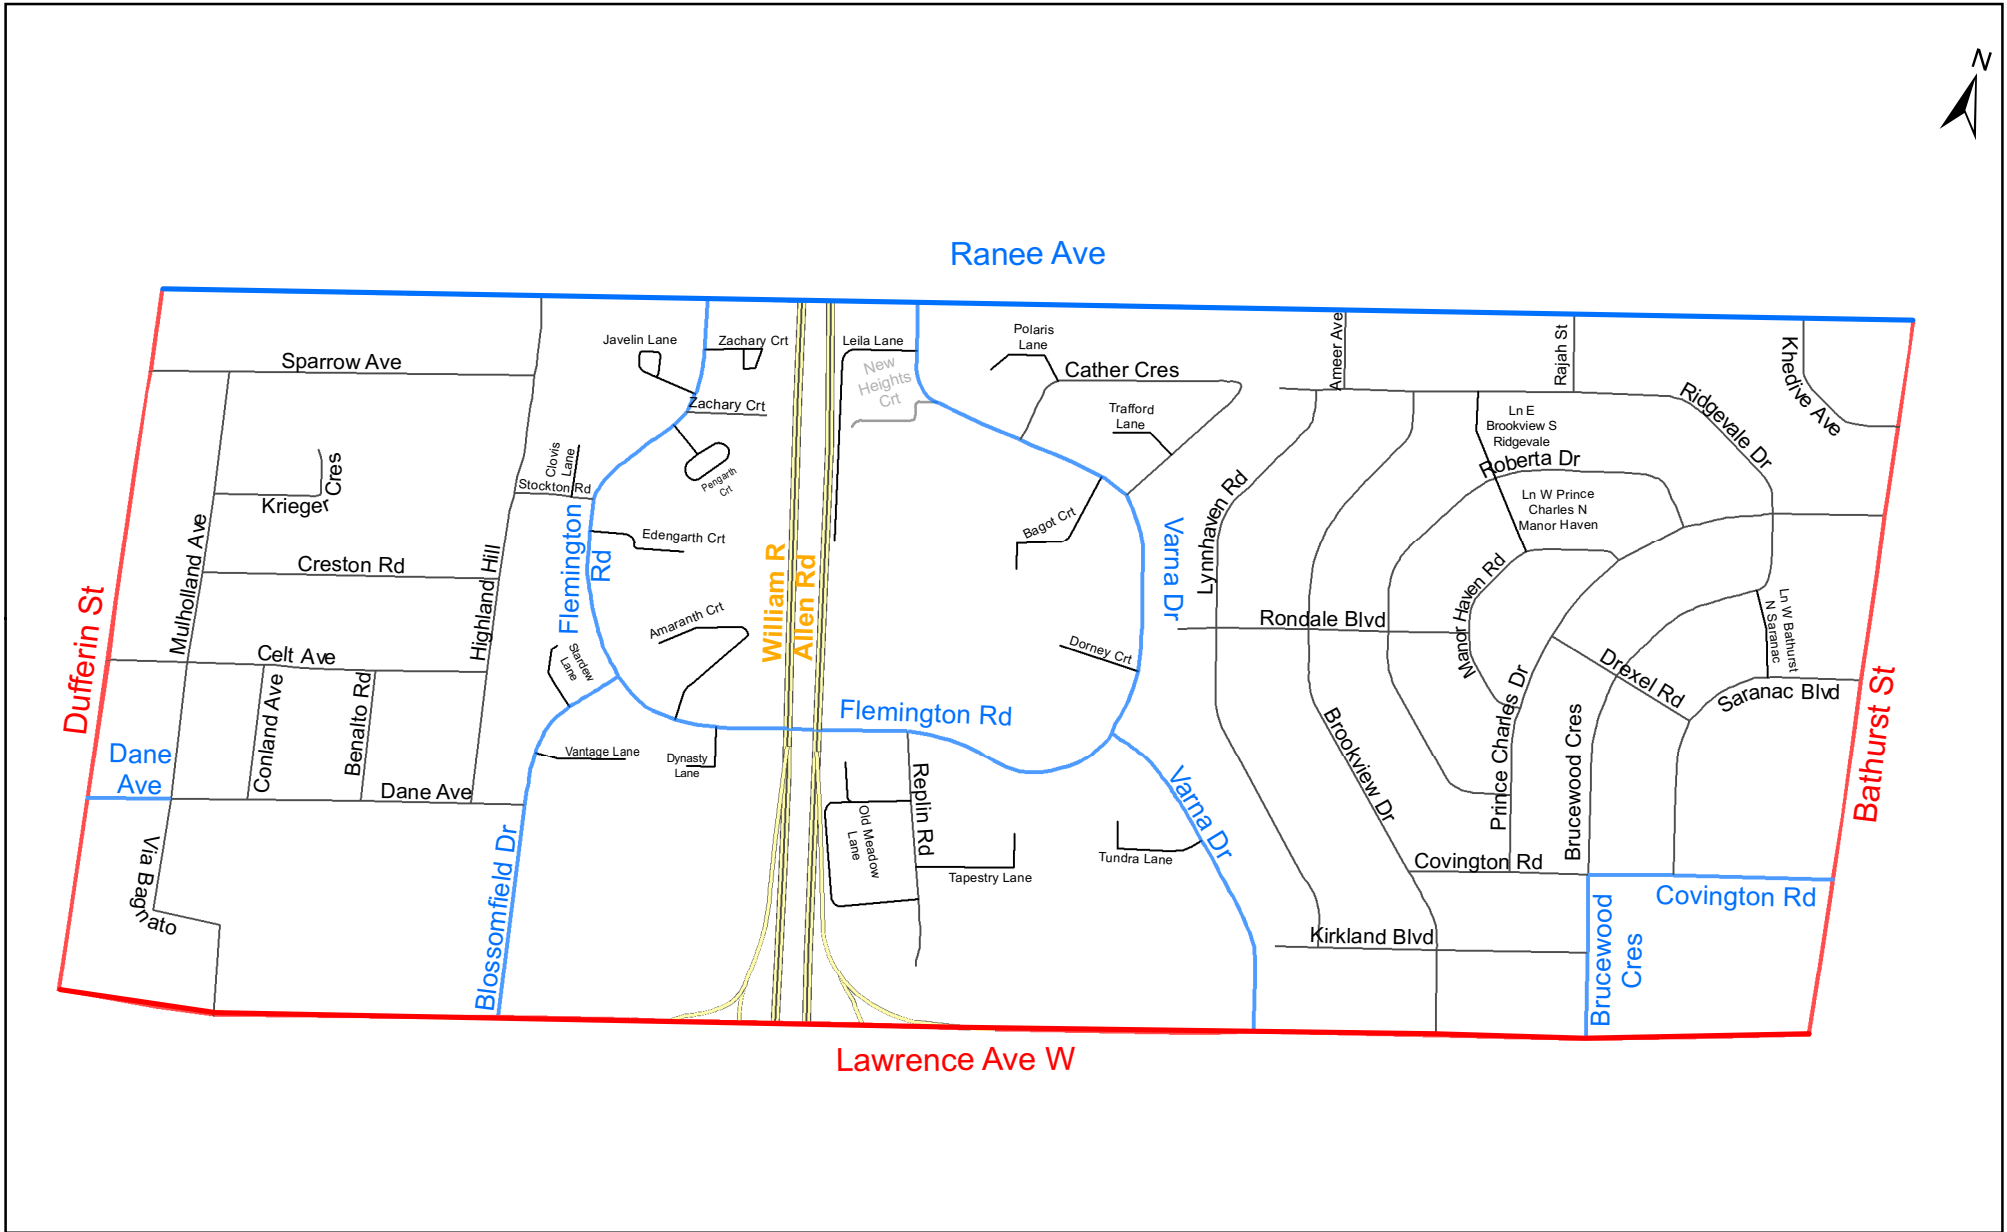 N
Ranee Ave
Javelin Lane
Zachary Crt
Leila Lane
Polaris
Lane
Ameer Ave
Rajah St
Khedive Ave
Sparrow Ave
New
Heights
Crt
Cather Cres
Ridgevale Dr
Zachary Crt
Trafford
Lane
Ln E
Brookview S
Ridgevale
Clovis
Lane
Pengarth
Crt
Roberta Dr
Krieger Cres
Stockton Rd
Lynnhaven Rd
Ln W Prince
Charles N
Manor Haven
Mulholland Ave
Highland Hill
Flemington
Rd
Edengarth Crt
William R
Allen Rd
Bagot Crt
Varna Dr
Creston Rd
Manor Haven Rd
Rondale Blvd
Dufferin St
Amaranth Crt
Ln W Bathurst
N Saranac
Celt Ave
Stardew
Lane
Dorney Crt
Drexel Rd
Saranac Blvd
Bathurst St
Conland Ave
Benalto Rd
Flemington Rd
Brookview Dr
Prince Charles Dr
Brucewood Cres
Dane
Ave
Vantage Lane
Dynasty
Lane
Varna Dr
Dane Ave
Replin Rd
Old Meadow
Lane
Via Bagnato
Blossomfield Dr
Tapestry Lane
Tundra Lane
Covington Rd
Covington Rd
Kirkland Blvd
Brucewood
Cres
Lawrence Ave W